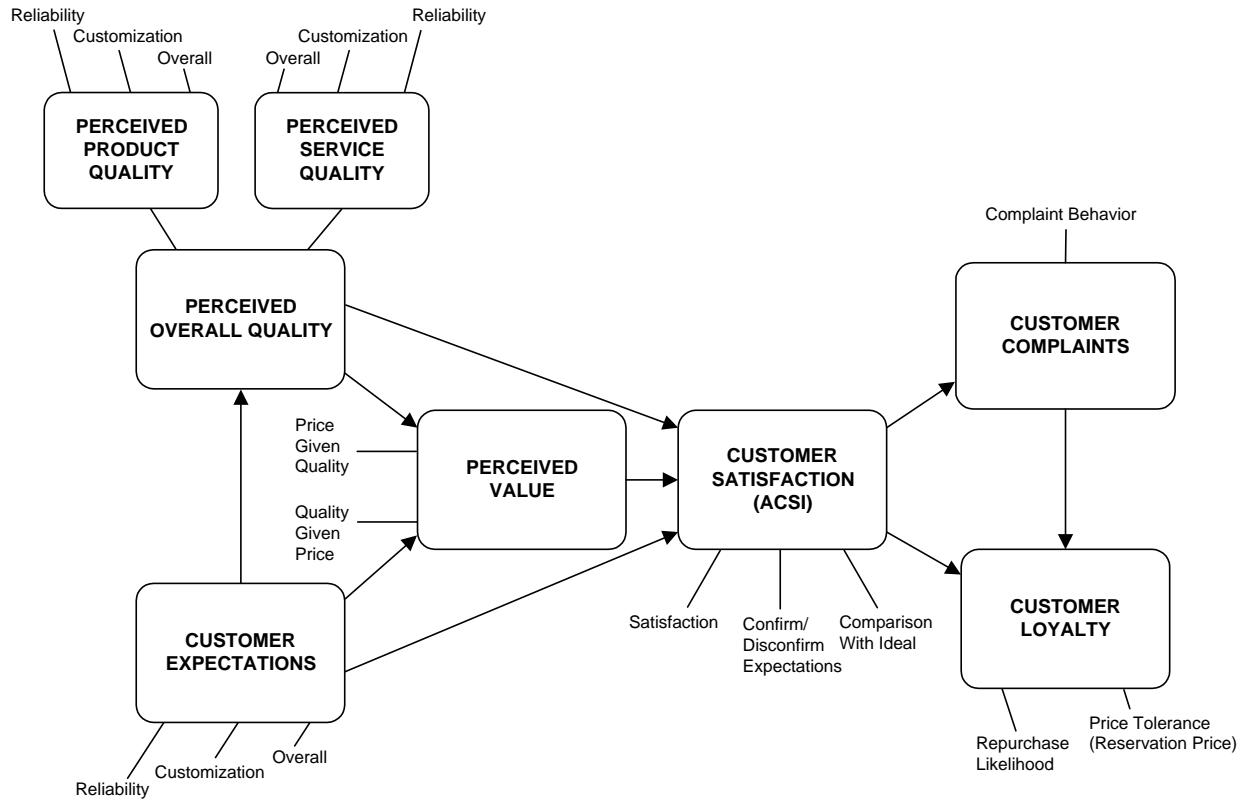 Reliability
Customization
Overall
Reliability
Customization
Overall
PERCEIVED
PRODUCT
QUALITY
PERCEIVED
SERVICE
QUALITY
Complaint Behavior
PERCEIVED
OVERALL QUALITY
CUSTOMER
COMPLAINTS
Price
Given
Quality
PERCEIVED
VALUE
CUSTOMER
SATISFACTION
(ACSI)
Quality
Given
Price
CUSTOMER
EXPECTATIONS
Satisfaction
Confirm/
Disconfirm
Expectations
Comparison
With Ideal
CUSTOMER
LOYALTY
Reliability
Customization
Overall
Repurchase
Likelihood
Price Tolerance
(Reservation Price)